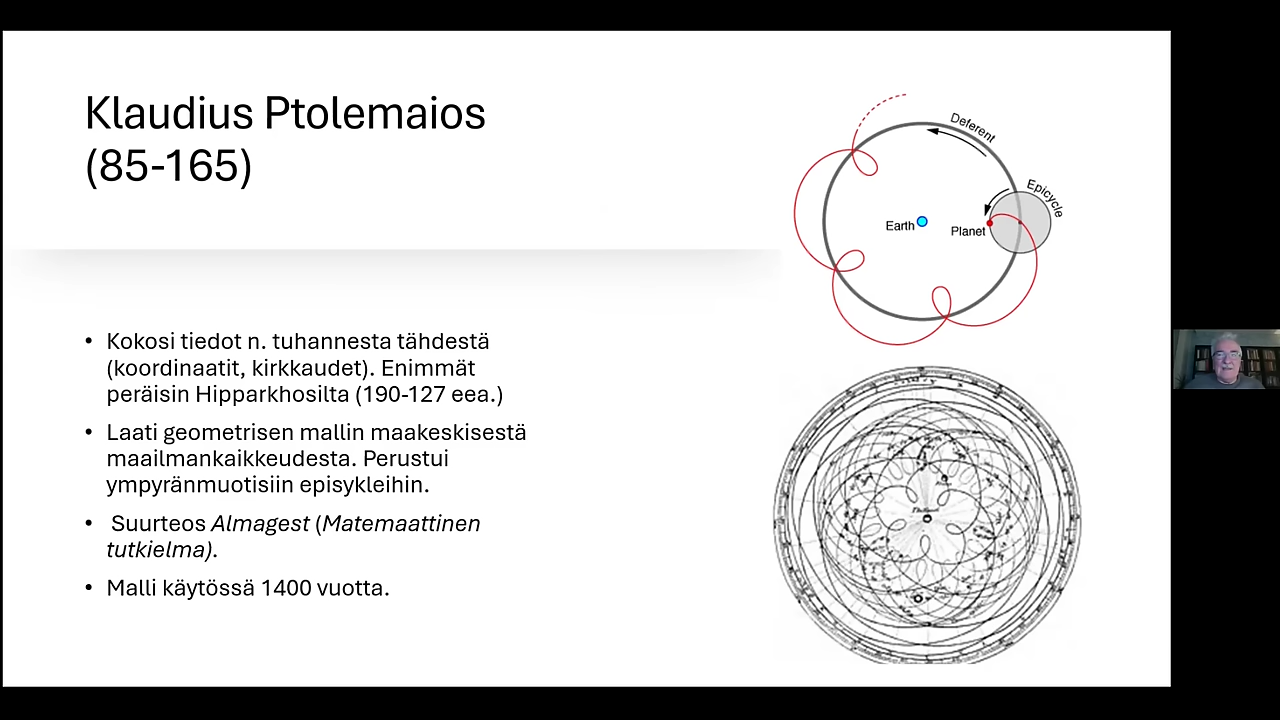 Klaudius Ptolemaios
(85-165)
• Kokosi tiedot n. tuhannesta tähdestä
(koordinaatit, kirkkaudet). Enimmät
peräisin Hipparkhosilta (190-127 eea.)
• Laati geometrisen mallin maakeskisestä
maailmankaikkeudesta. Perustui
ympyränmuotisiin episykleihin.
• Suurteos Almagest (Matemaattinen
tutkielma).
• Malli käytössä 1400 vuotta.
Deferent
Epicycle
Earth
Planet